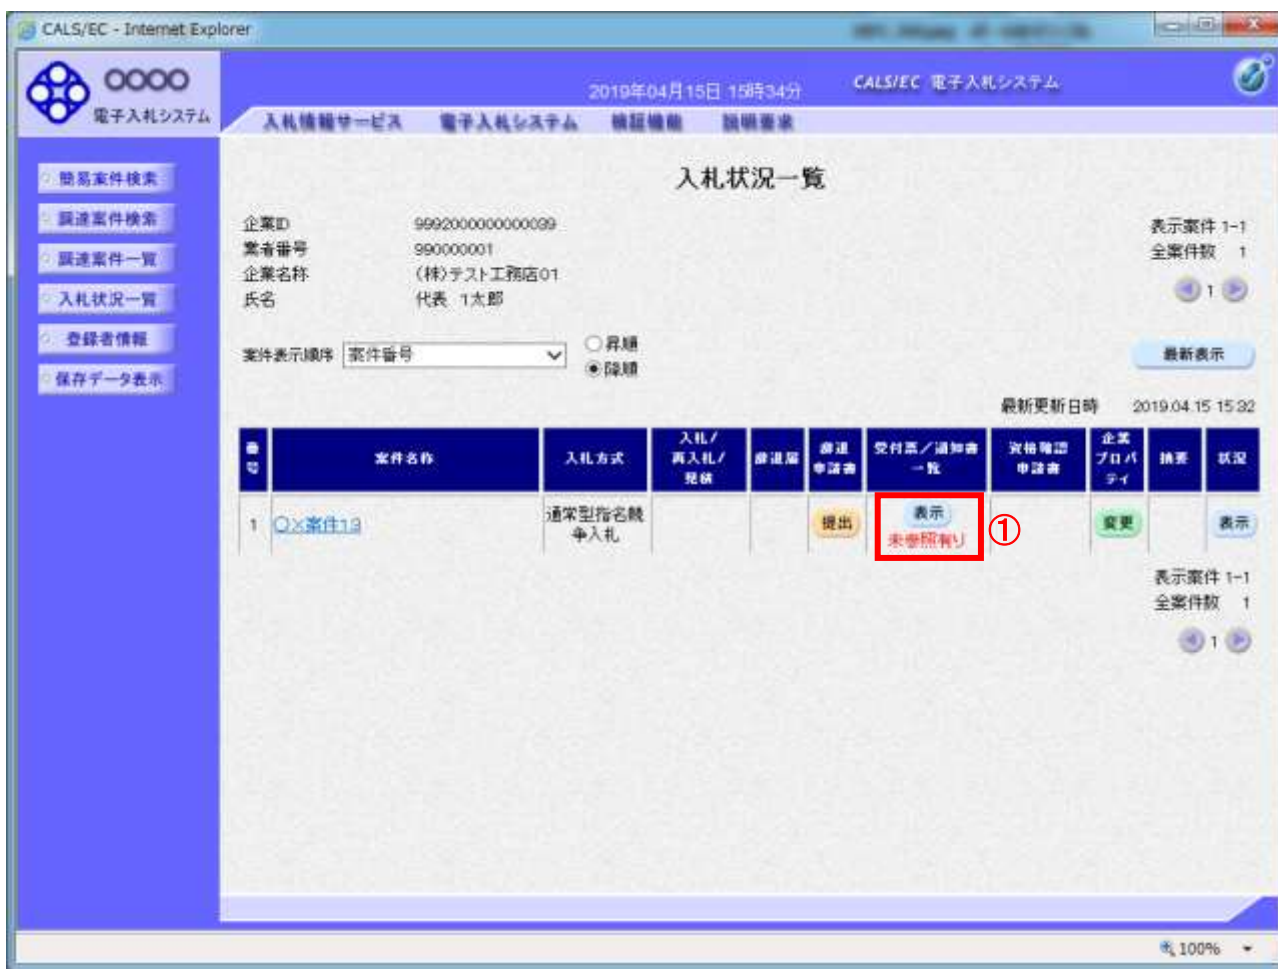 CALS/EC - Internet Explorer
〇〇〇〇
電子入札システム
2019年04月15日 15時34分
CALS/EC 電子入札システム
入札情報サービス
電子入札システム
検証機能
説明要求
簡易案件検索
調達案件検索
調達案件一覧
入札状況一覧
登録者情報
保存データ表示
入札状況一覧
企業ID 9992000000000039
業者番号 990000001
企業名称 (株)テスト工務店01
氏名 代表 1太郎
表示案件 1-1
全案件数 1
1
案件表示順序 案件番号
昇順
降順
最新表示
最新更新日時 2019.04.15 15:32
番号
案件名称
入札方式
入札/
再入札/
見積
辞退届
辞退
申請書
受付票/通知書
一覧
資格確認
申請書
企業
プロパ
ティ
摘要
状況
1
〇×案件13
通常型指名競
争入札
提出
表示
未参照有り
①
変更
表示
表示案件 1-1
全案件数 1
1
100%